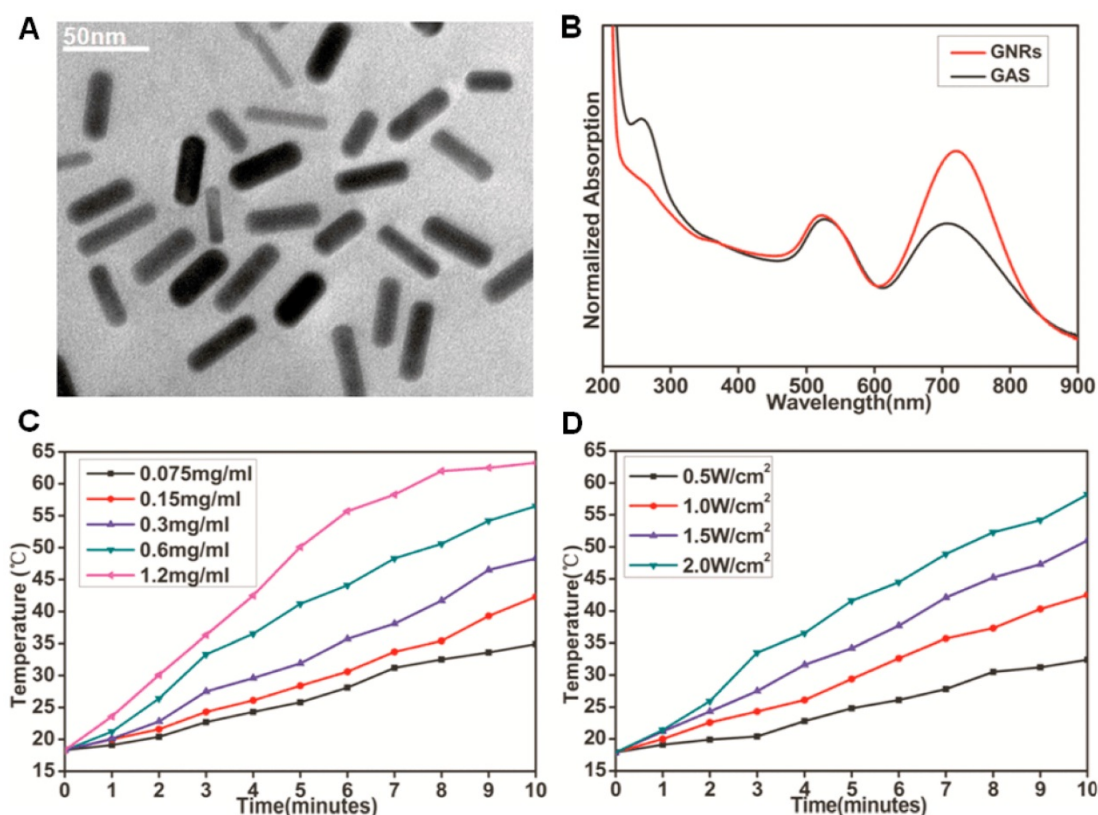 A
50nm
B
GNRs
GAS
Normalized Absorption
200 300 400 500 600 700 800 900
Wavelength(nm)
C
65
60
55
50
45
40
35
30
25
20
15
0.075mg/ml
0.15mg/ml
0.3mg/ml
0.6mg/ml
1.2mg/ml
Temperature (℃)
0 1 2 3 4 5 6 7 8 9 10
Time(minutes)
D
65
60
55
50
45
40
35
30
25
20
15
0.5W/cm²
1.0W/cm²
1.5W/cm²
2.0W/cm²
Temperature(℃)
0 1 2 3 4 5 6 7 8 9 10
Time(minutes)